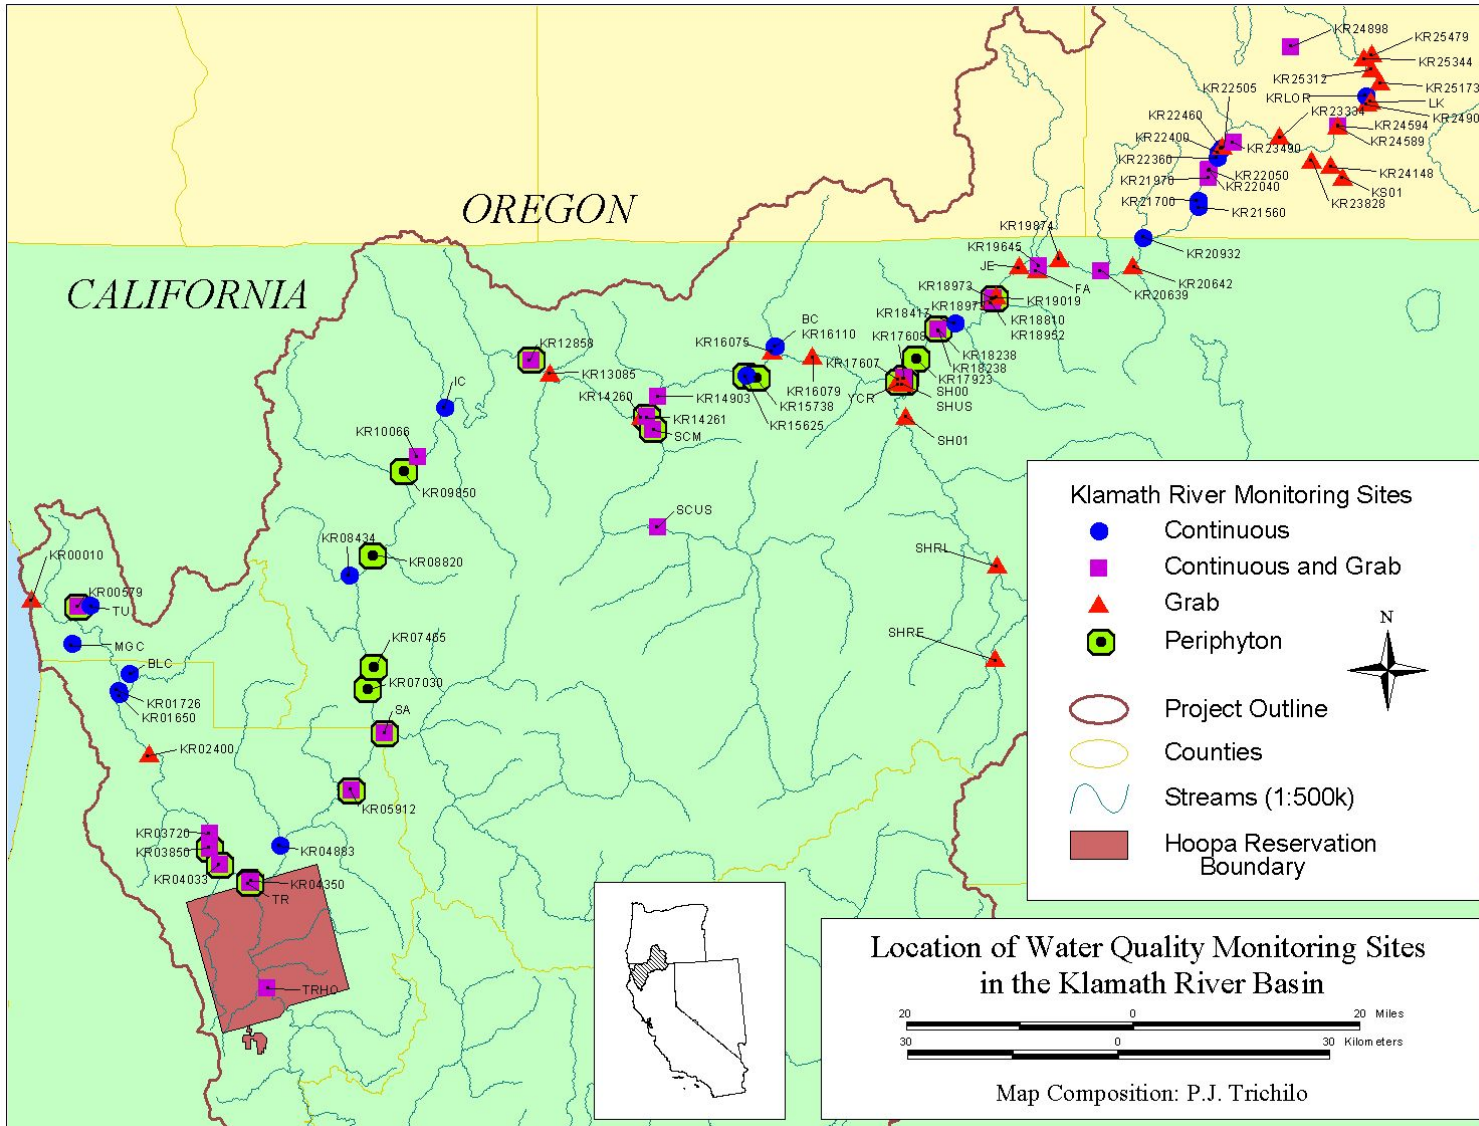 KR24898
KR25479
KR25344
KR25312
KR25173
KRLOR
LK
KR2490
KR22505
KR23334
KR22460
KR24594
KR22400
KR23490
KR24589
KR22360
KR22050
KR24148
KR21970
KR22040
KS01
KR21700
KR23828
KR21560
OREGON
KR19874
KR19645
KR20932
JE
FA
KR20642
CALIFORNIA
KR20639
KR18973
KR19019
KR18417
KR18810
KR18952
BC
KR16110
KR16075
KR17608
KR18238
KR12858
KR18238
KR17607
KR17923
KR13085
KR16079
IC
SH00
KR14260
KR14903
KR15738
YCR
SHUS
KR14261
KR15625
SCM
SH01
KR10066
KR09850
SCUS
KR08434
SHRI
KR08820
KR00010
KR00579
TU
KR07465
MGC
SHRE
BLC
KR07030
KR01726
SA
KR01650
KR02400
KR05912
KR03720
KR03850
KR04883
KR04033
KR04350
TR
TRHO
Klamath River Monitoring Sites
Continuous
Continuous and Grab
Grab
Periphyton
N
Project Outline
Counties
Streams (1:500k)
Hoopa Reservation
Boundary
Location of Water Quality Monitoring Sites
in the Klamath River Basin
20 0 20 Miles
30 0 30 Kilometers
Map Composition: P.J. Trichilo